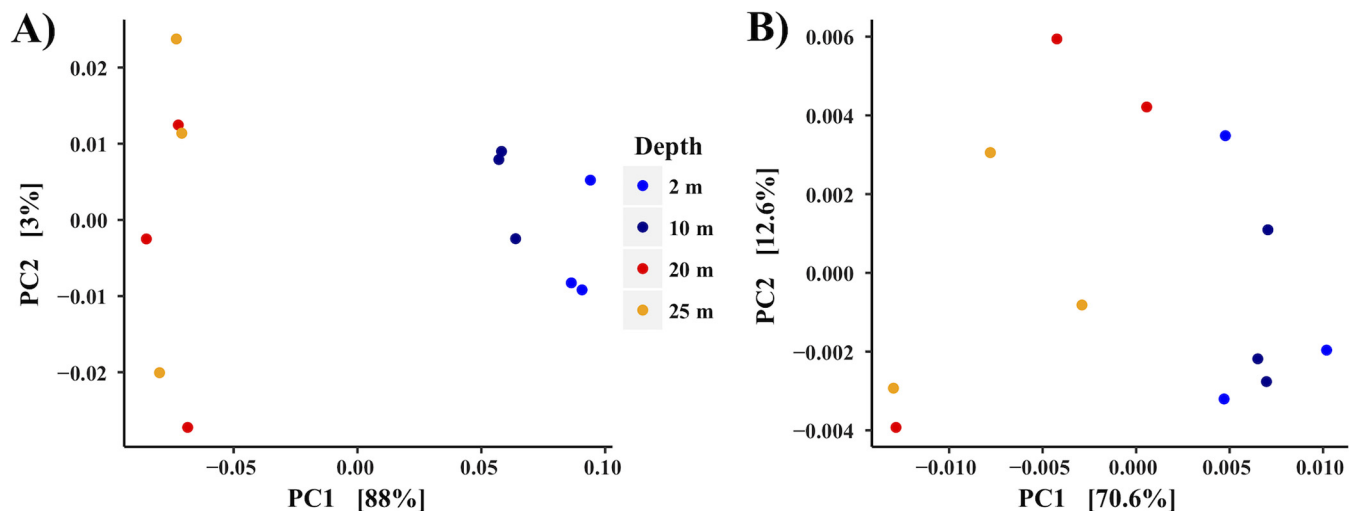 A)
PC2 [3%]
0.02
0.01
0.00
−0.01
−0.02
−0.05
0.00
0.05
0.10
PC1 [88%]
Depth
2 m
10 m
20 m
25 m
B)
PC2 [12.6%]
0.006
0.004
0.002
0.000
−0.002
−0.004
−0.010
−0.005
0.000
0.005
0.010
PC1 [70.6%]